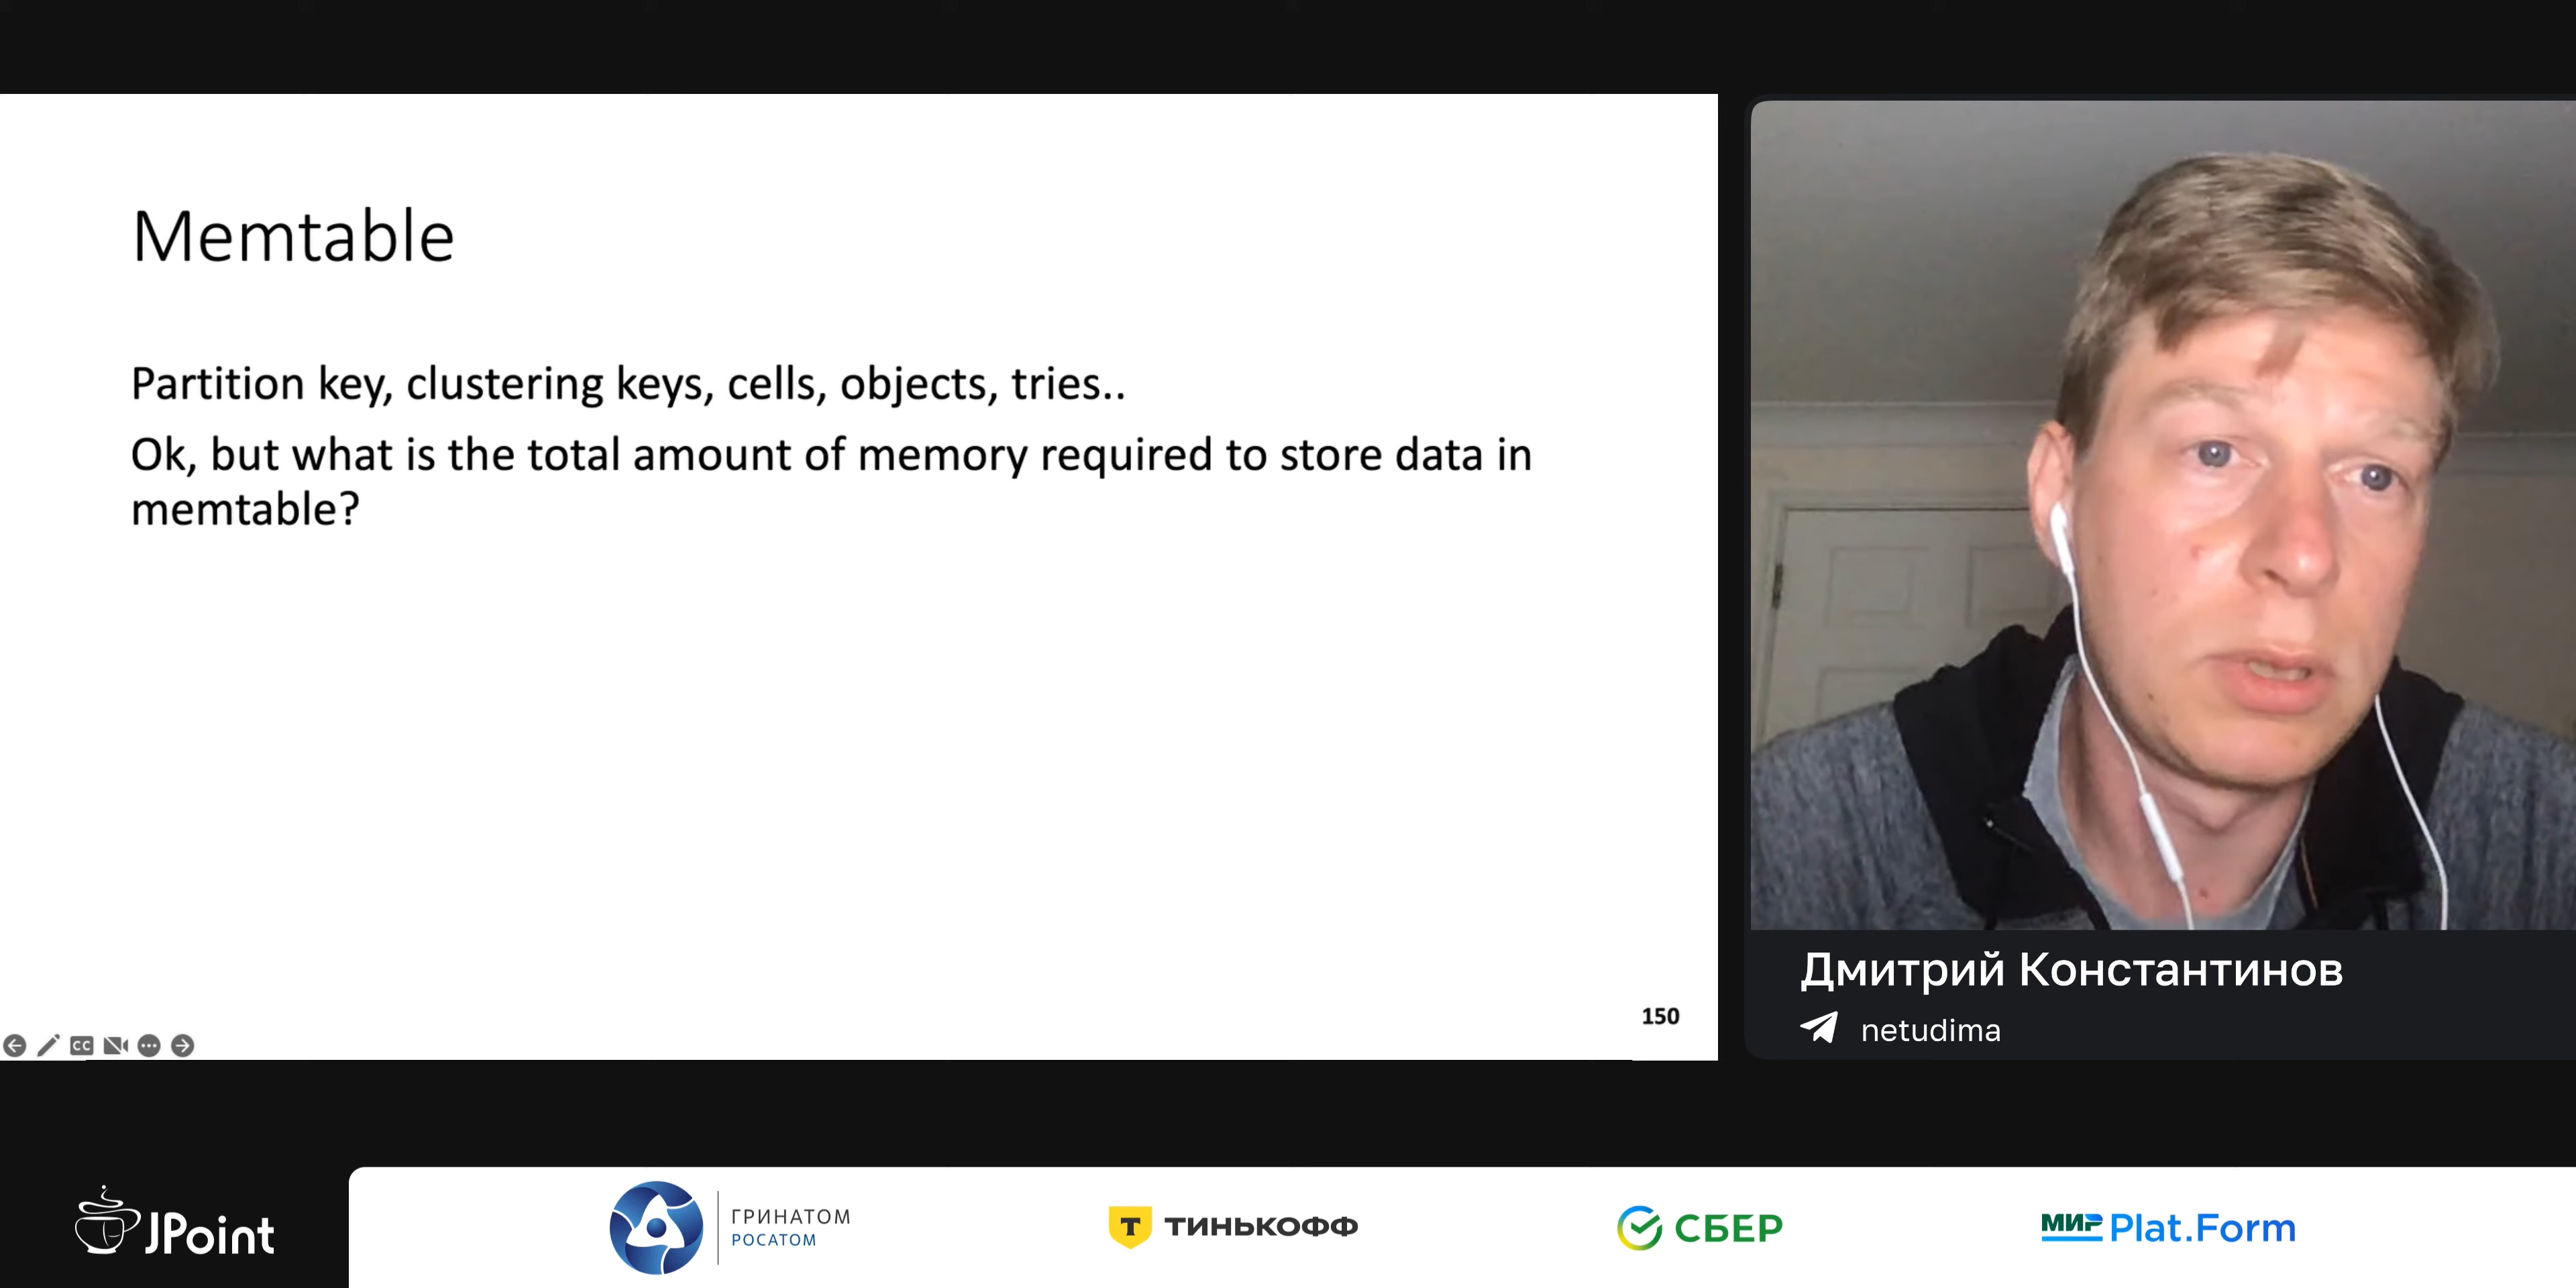 Memtable
Partition key, clustering keys, cells, objects, tries..
Ok, but what is the total amount of memory required to store data in
memtable?
150
CC
Дмитрий Константинов
netudima
JPoint
ГРИНАТОМ
РОСАТОМ
Т ТИНЬКОФФ
СБЕР
МИР Plat.Form